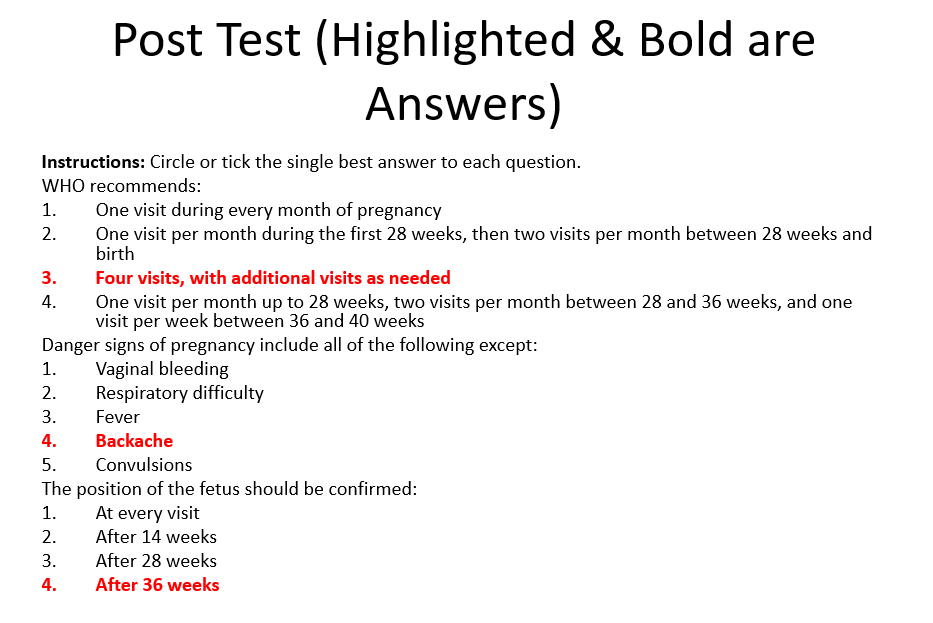 Post Test (Highlighted & Bold are
Answers)
Instructions: Circle or tick the single best answer to each question.
WHO recommends:
1. One visit during every month of pregnancy
2. One visit per month during the first 28 weeks, then two visits per month between 28 weeks and
birth
3. Four visits, with additional visits as needed
4. One visit per month up to 28 weeks, two visits per month between 28 and 36 weeks, and one
visit per week between 36 and 40 weeks
Danger signs of pregnancy include all of the following except:
1. Vaginal bleeding
2. Respiratory difficulty
3. Fever
4. Backache
5. Convulsions
The position of the fetus should be confirmed:
1. At every visit
2. After 14 weeks
3. After 28 weeks
4. After 36 weeks